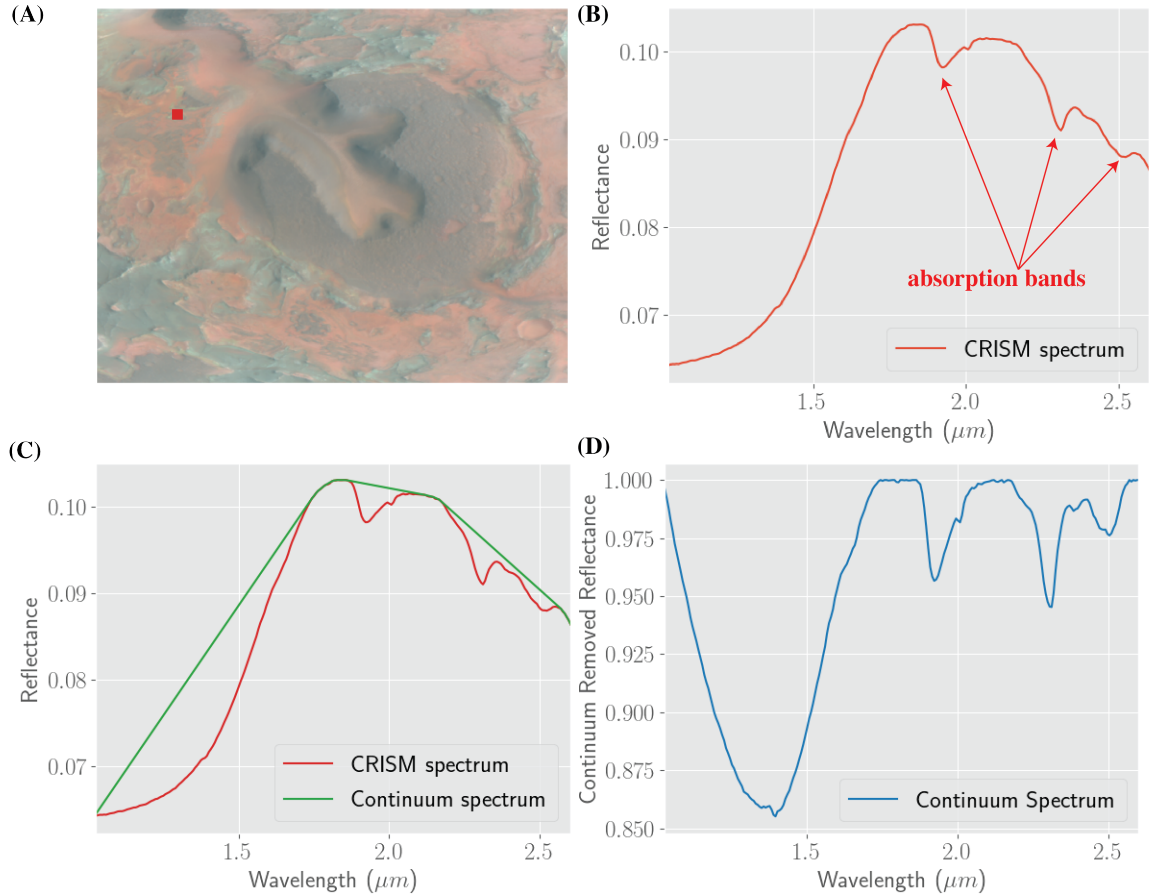 (A)
(B)
0.10
0.09
0.08
0.07
Reflectance
absorption bands
CRISM spectrum
1.5
2.0
2.5
Wavelength (μm)
(C)
0.10
0.09
0.08
0.07
Reflectance
CRISM spectrum
Continuum spectrum
1.5
2.0
2.5
Wavelength (μm)
(D)
1.000
0.975
0.950
0.925
0.900
0.875
0.850
Continuum Removed Reflectance
Continuum Spectrum
1.5
2.0
2.5
Wavelength (μm)